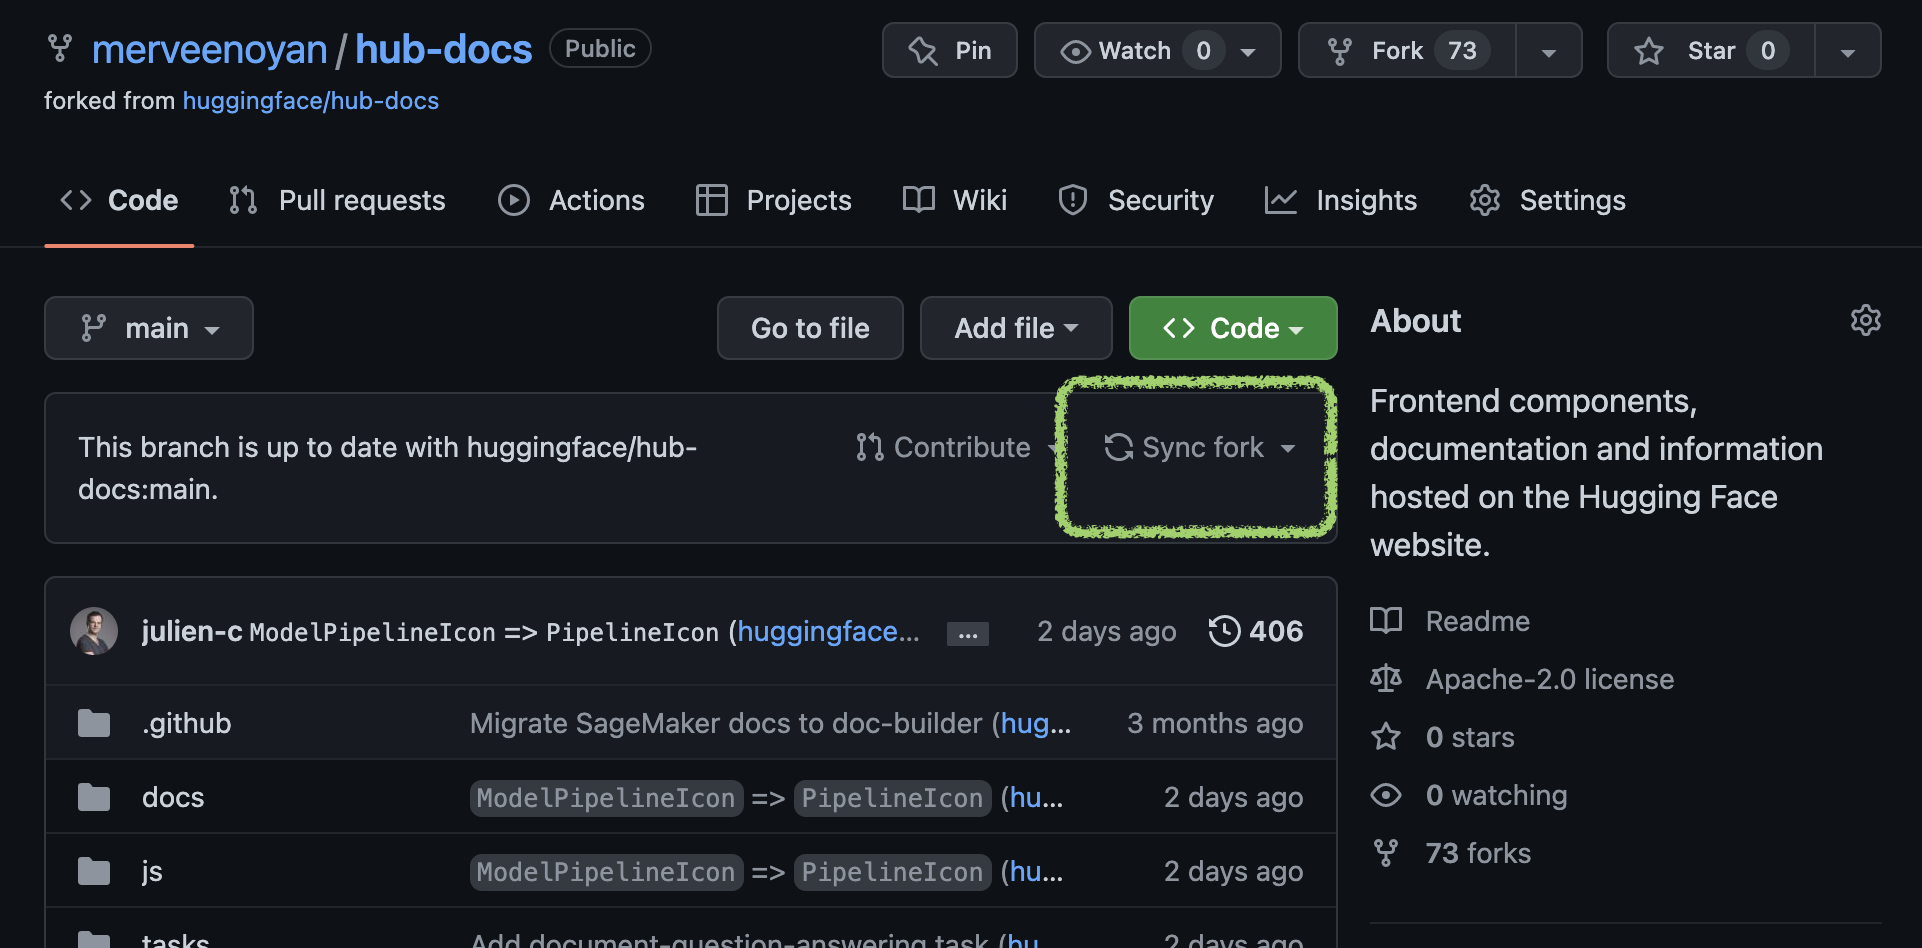 merveenoyan / hub-docs Public Pin Watch 0 Fork 73 Star 0
forked from huggingface/hub-docs
Code Pull requests Actions Projects Wiki Security Insights Settings
main Go to file Add file Code
This branch is up to date with huggingface/hub-
docs:main.
Contribute Sync fork
julien-c ModelPipelineIcon => PipelineIcon (huggingface... ... 2 days ago 406
.github Migrate SageMaker docs to doc-builder (hug... 3 months ago
docs ModelPipelineIcon => PipelineIcon (hu... 2 days ago
js ModelPipelineIcon => PipelineIcon (hu... 2 days ago
tasks Add document-question-answering task (hu... 2 days ago
About
Frontend components,
documentation and information
hosted on the Hugging Face
website.
Readme
Apache-2.0 license
0 stars
0 watching
73 forks